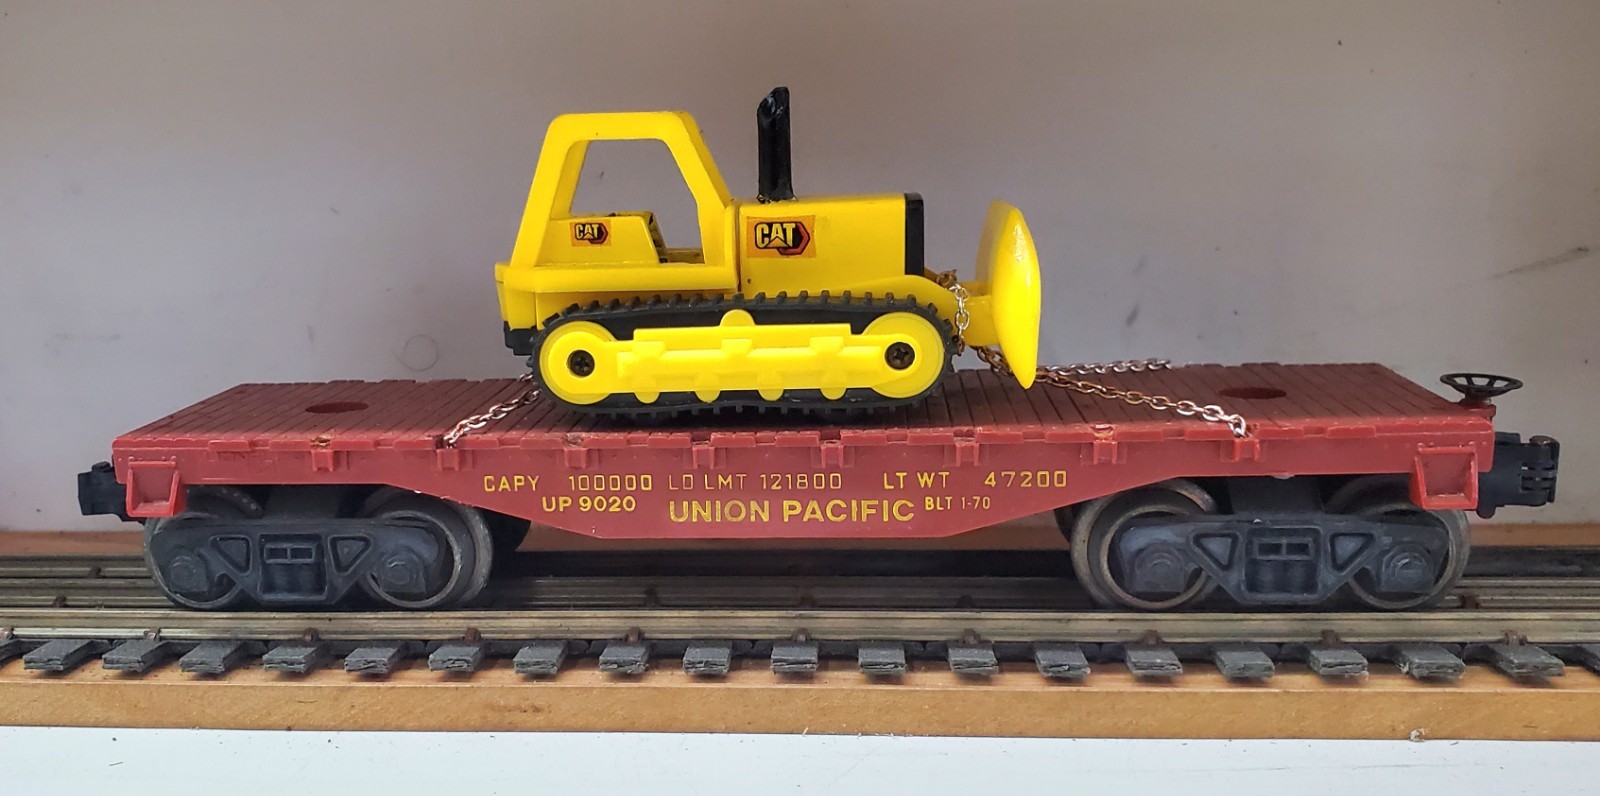 CAT
CAT
CAPY 100000 LD LMT 121800 LT WT 47200
UP 9020 UNION PACIFIC BLT 1-70